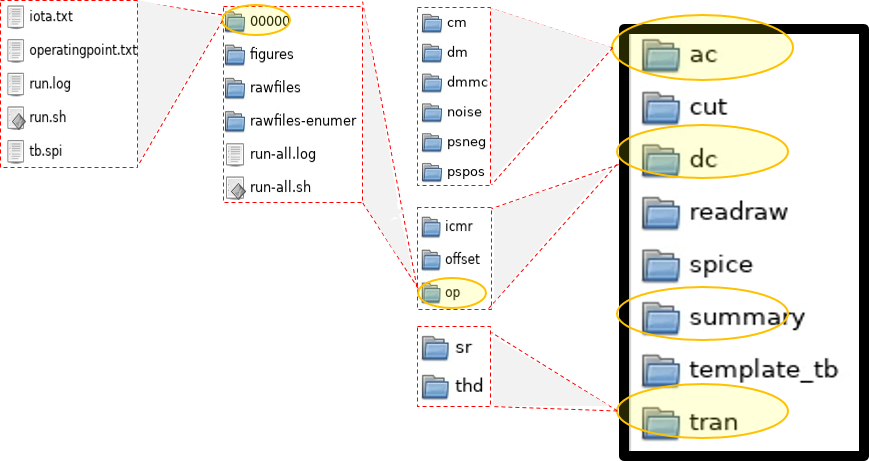 iota.txt
operatingpoint.txt
run.log
run.sh
tb.spi
00000
figures
rawfiles
rawfiles-enumer
run-all.log
run-all.sh
cm
dm
dmmc
noise
psneg
pspos
icmr
offset
op
sr
thd
ac
cut
dc
readraw
spice
summary
template_tb
tran